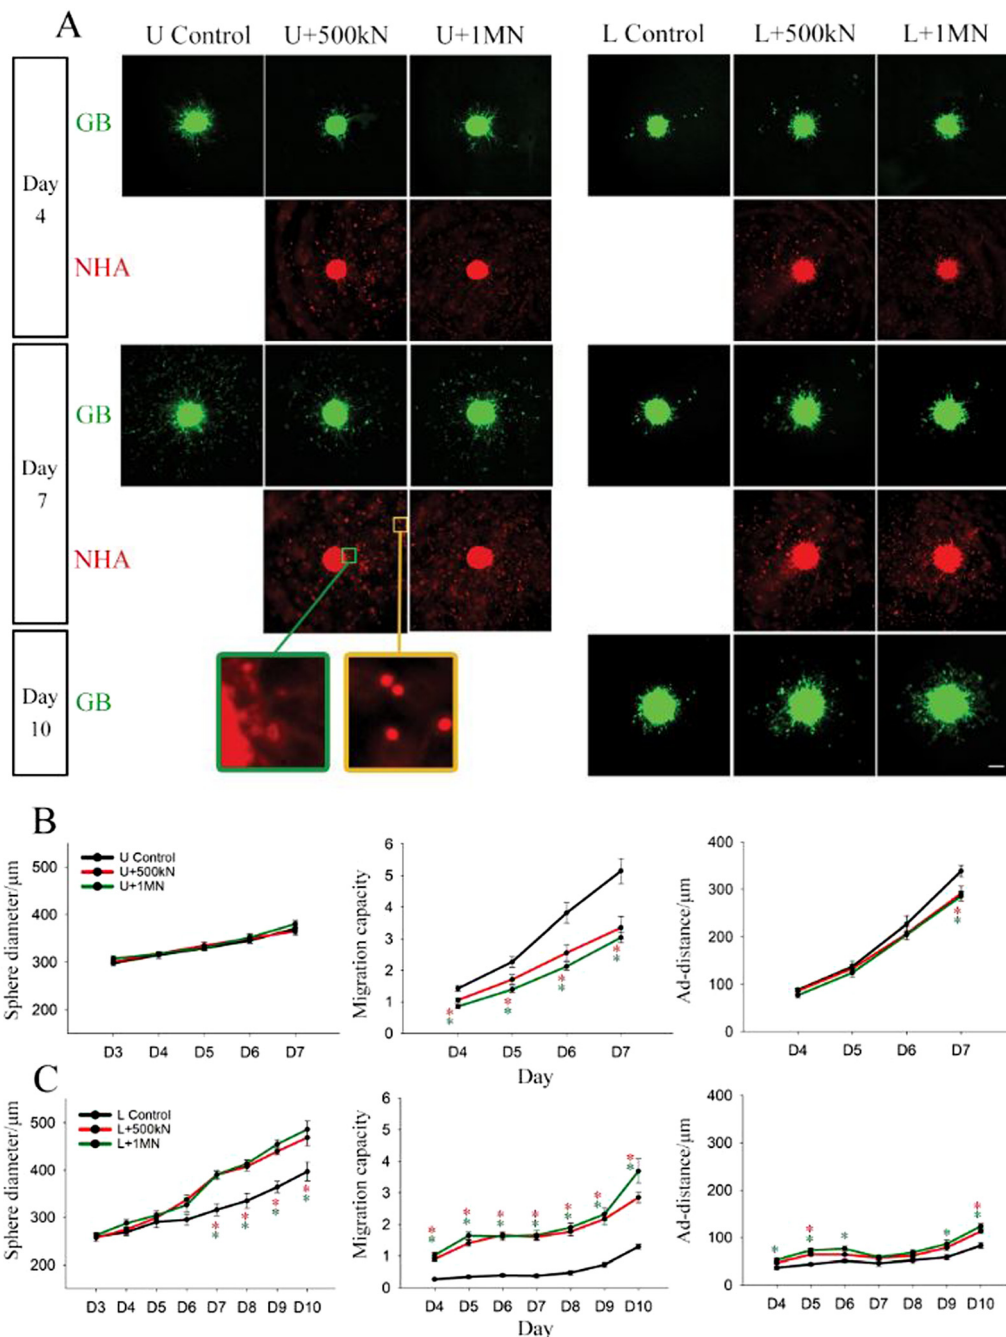 A
U Control U+500kN U+1MN L Control L+500kN L+1MN
Day
4
GB
NHA
Day
7
GB
NHA
Day
10
GB
B
Sphere diameter/µm
500
400
300
200
U Control
U+500kN
U+1MN
D3 D4 D5 D6 D7
Migration capacity
6
5
4
3
2
1
0
* * * *
* * * *
D4 D5 D6 D7
Day
Ad-distance/µm
400
300
200
100
0
*
*
D4 D5 D6 D7
C
Sphere diameter/µm
500
400
300
200
L Control
L+500kN
L+1MN
* * * *
* * * * *
D3 D4 D5 D6 D7 D8 D9 D10
Migration capacity
6
5
4
3
2
1
0
* * * * * * *
* * * * * * *
D4 D5 D6 D7 D8 D9 D10
Day
Ad-distance/µm
400
300
200
100
0
* *
* * * * *
D4 D5 D6 D7 D8 D9 D10